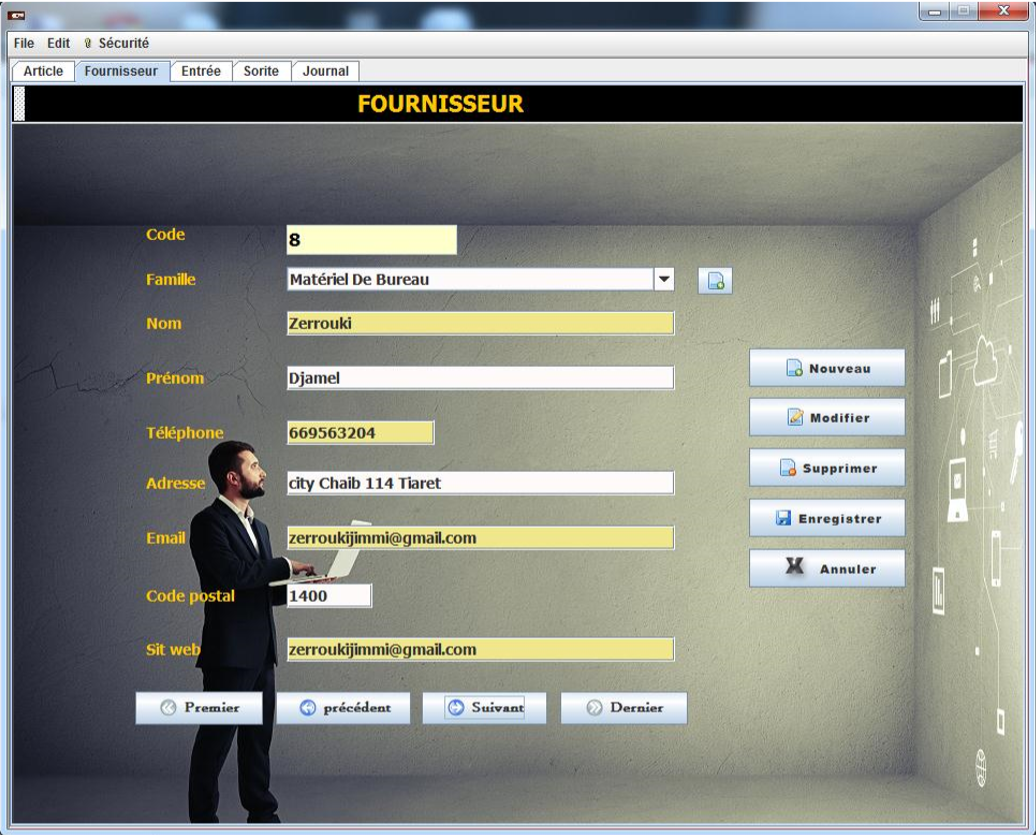 File Edit Sécurité
Article Fournisseur Entrée Sorite Journal
FOURNISSEUR
Code 8
Famille Matériel De Bureau
Nom Zerrouki
Prénom Djamel
Téléphone 669563204
Adresse city Chaib 114 Tiaret
Email zerroukijimmi@gmail.com
Code postal 1400
Sit web zerroukijimmi@gmail.com
Nouveau
Modifier
Supprimer
Enregistrer
Annuler
Premier précédent Suivant Dernier